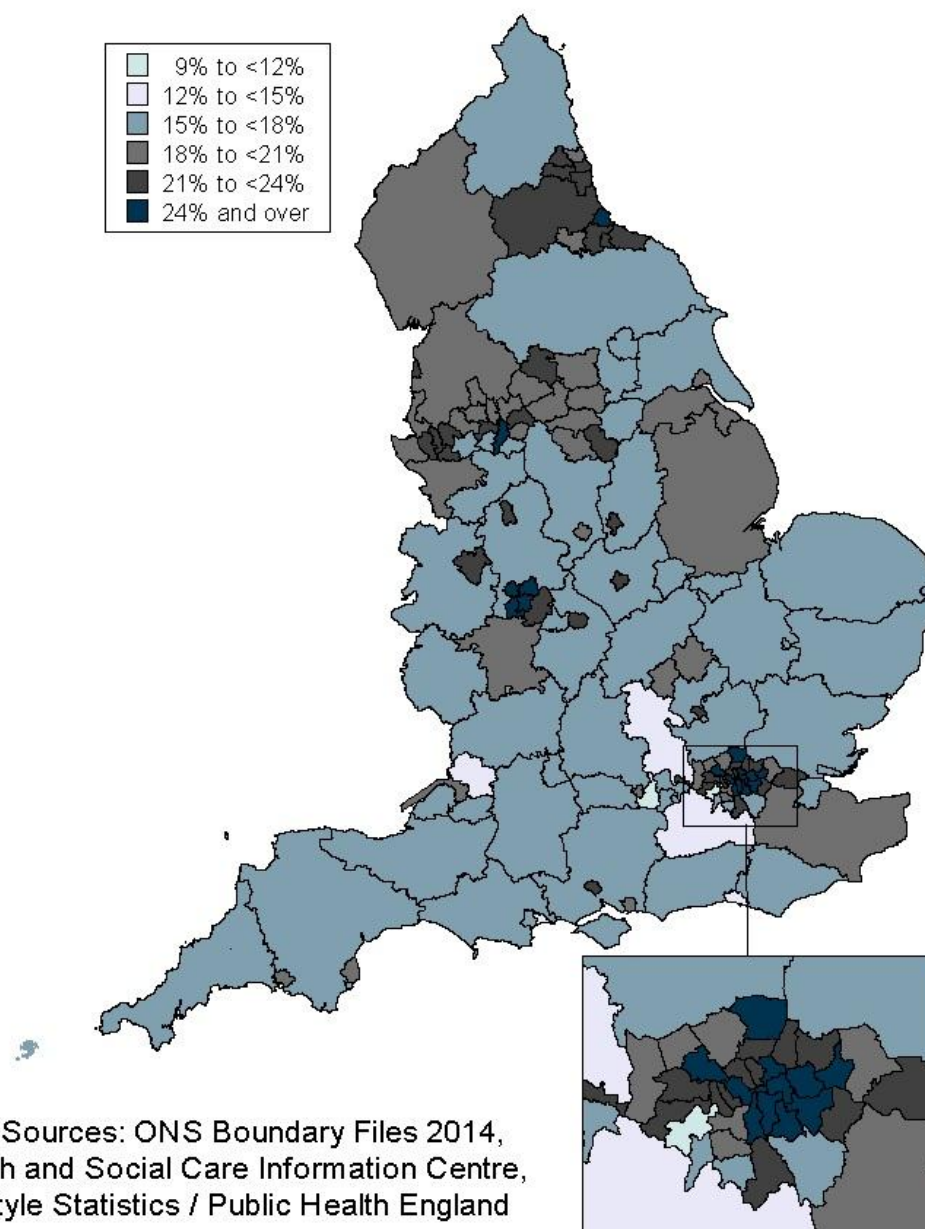 9% to <12%
12% to <15%
15% to <18%
18% to <21%
21% to <24%
24% and over
Sources: ONS Boundary Files 2014,
and Social Care Information Centre,
Statistics / Public Health England